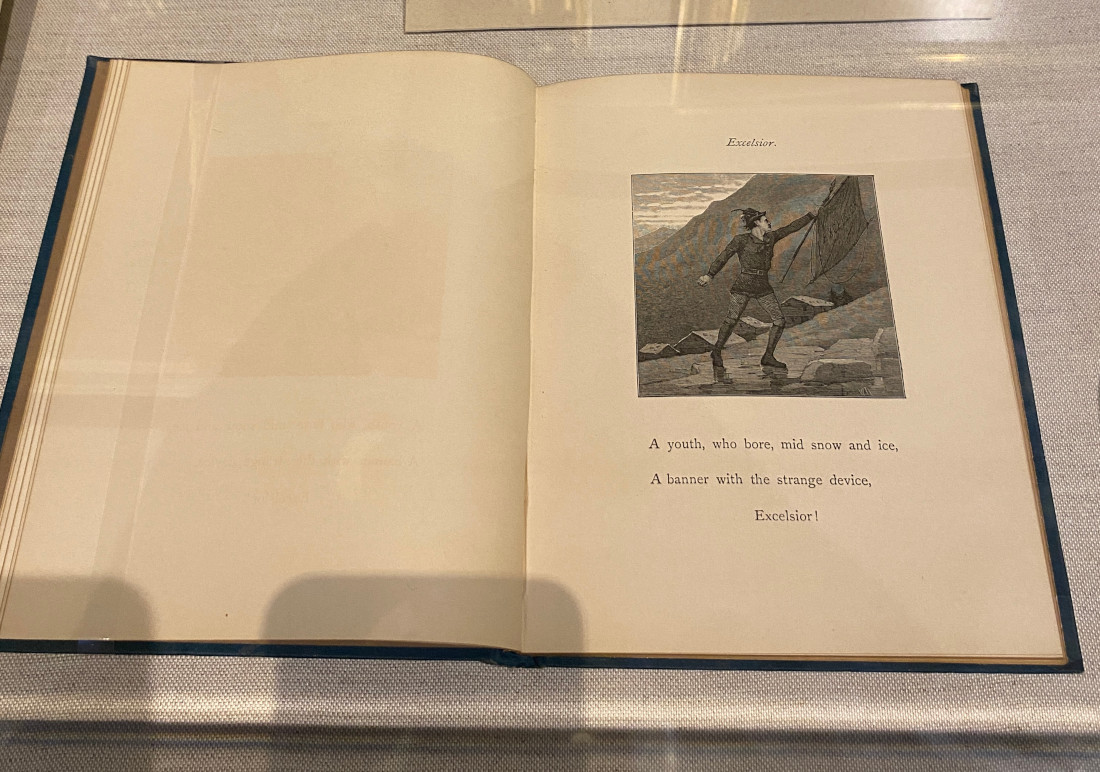 Excelsior.
A youth, who bore, mid snow and ice,
A banner with the strange device,
Excelsior!